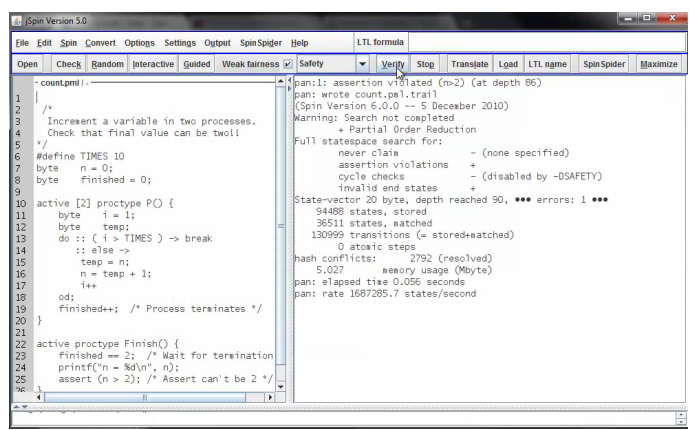 jSpin Version 5.0
File Edit Spin Convert Options Settings Output SpinSpider Help LTL formula
Open Check Random Interactive Guided Weak fairness Safety Verify Stop Translate Load LTL name SpinSpider Maximize
count.pml /-
1
2 /*
3 Increment a variable in two processes.
4 Check that final value can be two!!
5 */
6 #define TIMES 10
7 byte n = 0;
8 byte finished = 0;
9
10 active [2] proctype P() {
11 byte i = 1;
12 byte temp;
13 do :: ( i > TIMES ) -> break
14 :: else ->
15 temp = n;
16 n = temp + 1;
17 i++
18 od;
19 finished++; /* Process terminates */
20 }
21
22 active proctype Finish() {
23 finished == 2; /* Wait for termination
24 printf("n = %d\n", n);
25 assert (n > 2); /* Assert can't be 2 */
26 }
pan:1: assertion violated (n>2) (at depth 86)
pan: wrote count.pml.trail
(Spin Version 6.0.0 -- 5 December 2010)
Warning: Search not completed
+ Partial Order Reduction
Full statespace search for:
never claim - (none specified)
assertion violations +
cycle checks - (disabled by -DSAFETY)
invalid end states +
State-vector 20 byte, depth reached 90, ●●● errors: 1 ●●●
94488 states, stored
36511 states, matched
130999 transitions (= stored+matched)
0 atomic steps
hash conflicts: 2792 (resolved)
5.027 memory usage (Mbyte)
pan: elapsed time 0.056 seconds
pan: rate 1687285.7 states/second